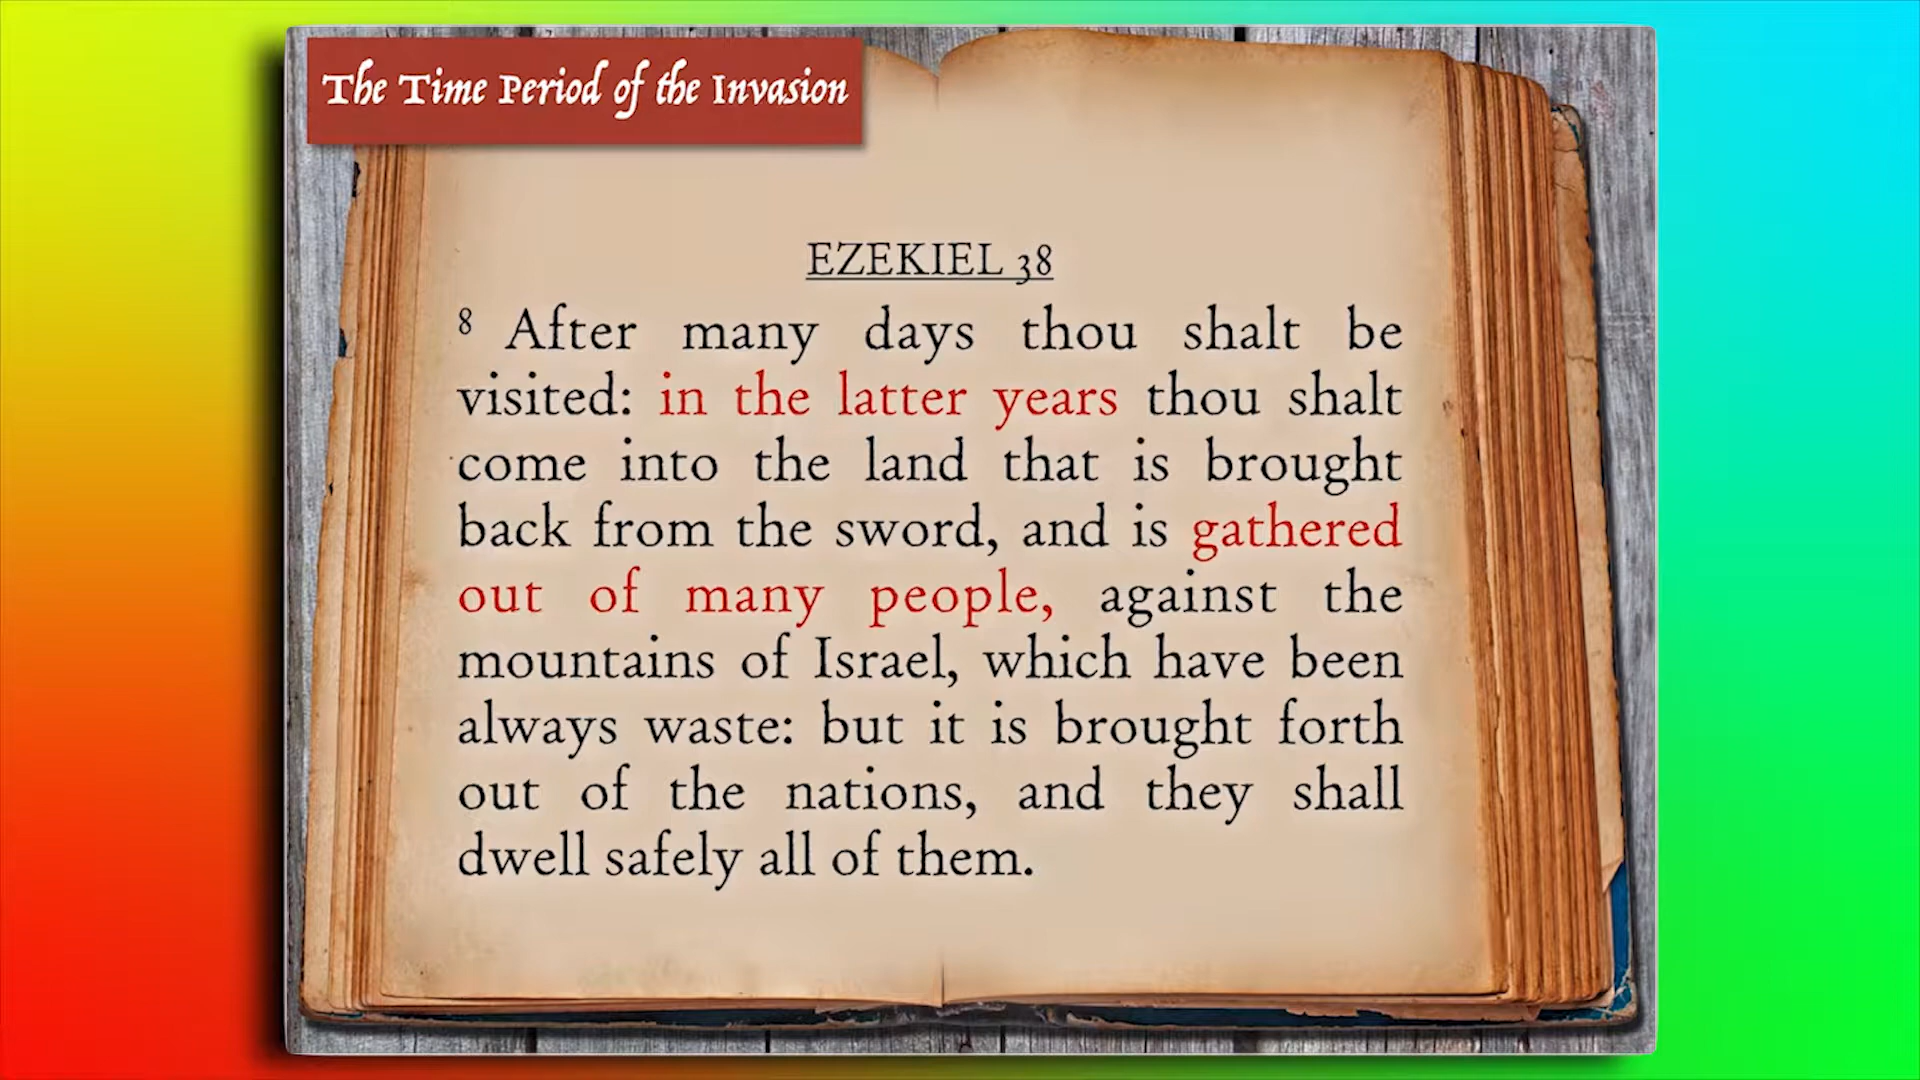 The Time Period of the Invasion
EZEKIEL 38
8 After many days thou shalt be
visited: in the latter years thou shalt
come into the land that is brought
back from the sword, and is gathered
out of many people, against the
mountains of Israel, which have been
always waste: but it is brought forth
out of the nations, and they shall
dwell safely all of them.